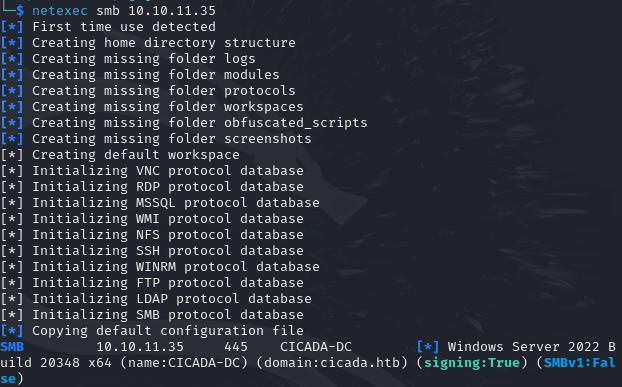 └─$ netexec smb 10.10.11.35
[*] First time use detected
[*] Creating home directory structure
[*] Creating missing folder logs
[*] Creating missing folder modules
[*] Creating missing folder protocols
[*] Creating missing folder workspaces
[*] Creating missing folder obfuscated_scripts
[*] Creating missing folder screenshots
[*] Creating default workspace
[*] Initializing VNC protocol database
[*] Initializing RDP protocol database
[*] Initializing MSSQL protocol database
[*] Initializing WMI protocol database
[*] Initializing NFS protocol database
[*] Initializing SSH protocol database
[*] Initializing WINRM protocol database
[*] Initializing FTP protocol database
[*] Initializing LDAP protocol database
[*] Initializing SMB protocol database
[*] Copying default configuration file
SMB         10.10.11.35     445    CICADA-DC        [*] Windows Server 2022 B
uild 20348 x64 (name:CICADA-DC) (domain:cicada.htb) (signing:True) (SMBv1:Fal
se)